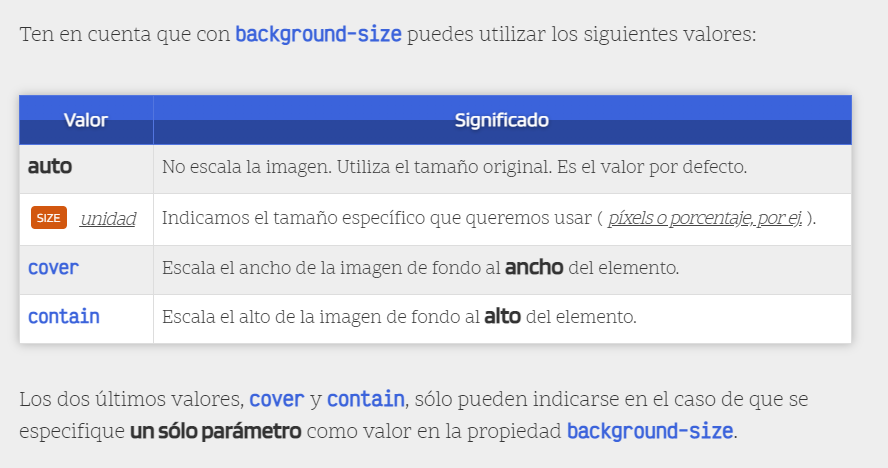 Ten en cuenta que con background-size puedes utilizar los siguientes valores:
Valor Significado
auto No escala la imagen. Utiliza el tamaño original. Es el valor por defecto.
SIZE unidad Indicamos el tamaño específico que queremos usar ( píxels o porcentaje, por ej. ).
cover Escala el ancho de la imagen de fondo al ancho del elemento.
contain Escala el alto de la imagen de fondo al alto del elemento.
Los dos últimos valores, cover y contain, sólo pueden indicarse en el caso de que se
especifique un sólo parámetro como valor en la propiedad background-size.